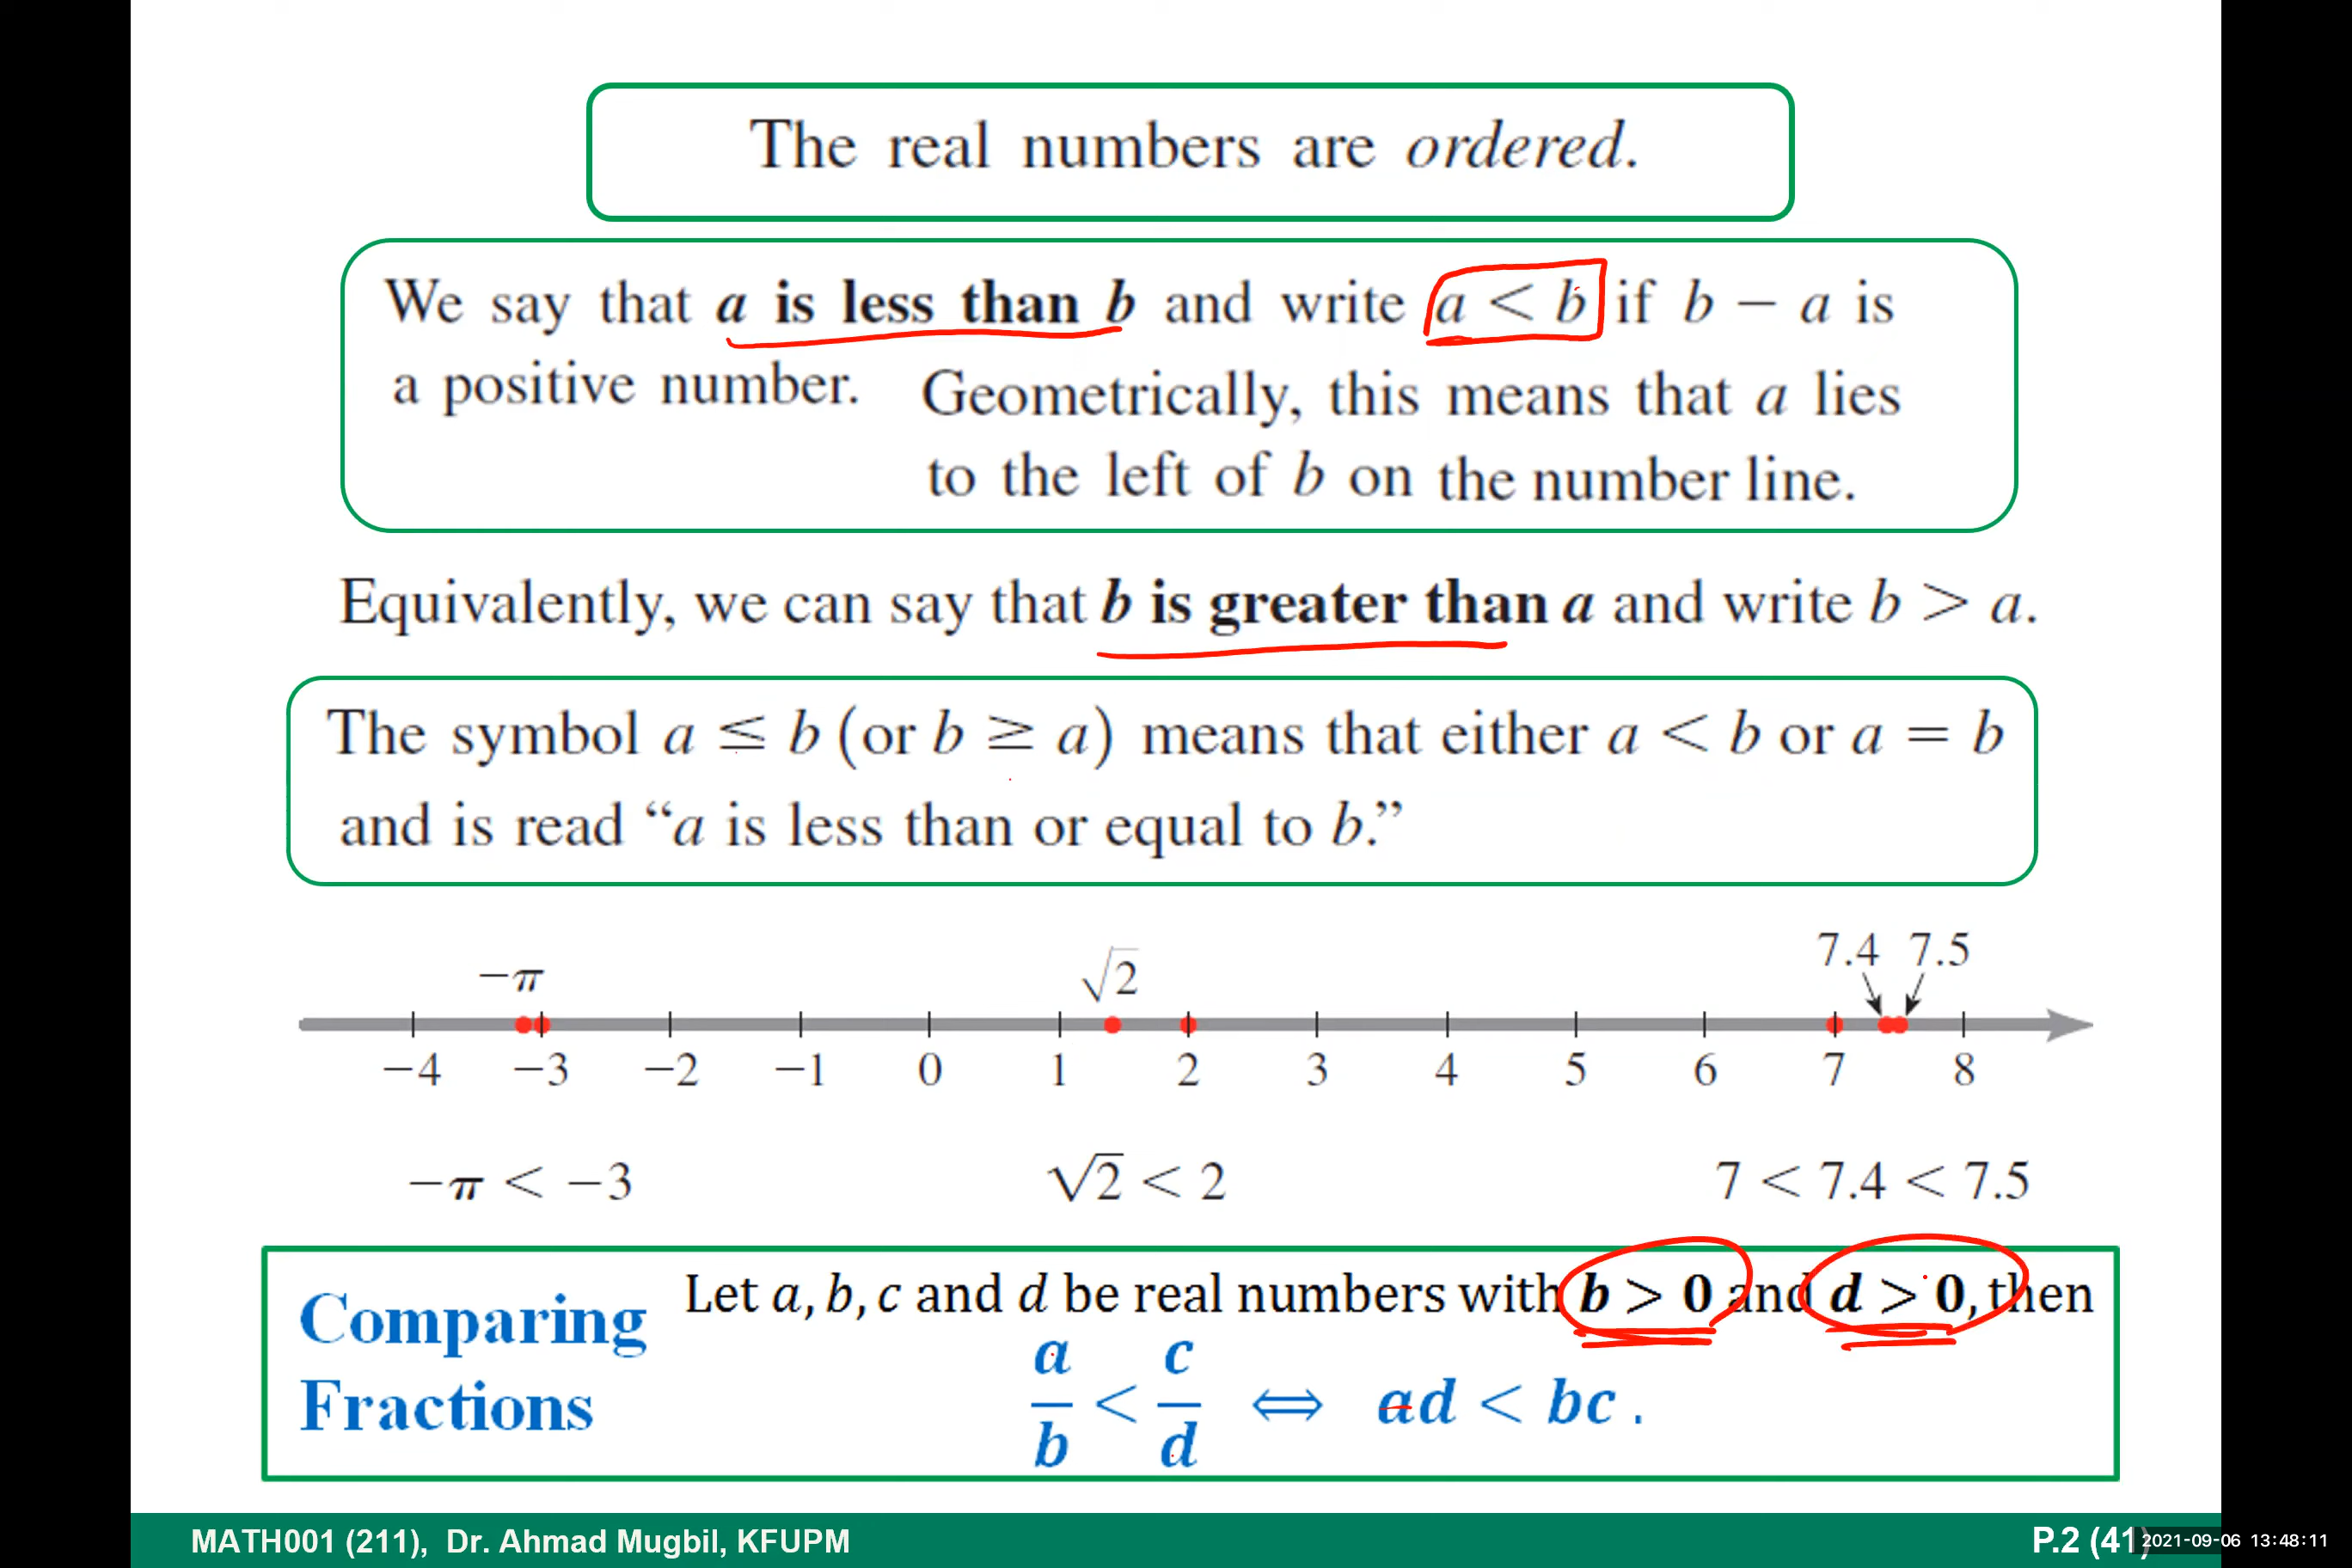 The real numbers are ordered.
We say that a is less than b and write a < b if b − a is
a positive number. Geometrically, this means that a lies
to the left of b on the number line.
Equivalently, we can say that b is greater than a and write b > a.
The symbol a ≤ b (or b ≥ a) means that either a < b or a = b
and is read “a is less than or equal to b.”
−π √2 7.4 7.5
−4 −3 −2 −1 0 1 2 3 4 5 6 7 8
−π < −3 √2 < 2 7 < 7.4 < 7.5
Comparing Fractions
Let a, b, c and d be real numbers with b > 0 and d > 0, then
a/b < c/d ⇔ ad < bc .
MATH001 (211), Dr. Ahmad Mugbil, KFUPM P.2 (41) 2021-09-06 13:48:11